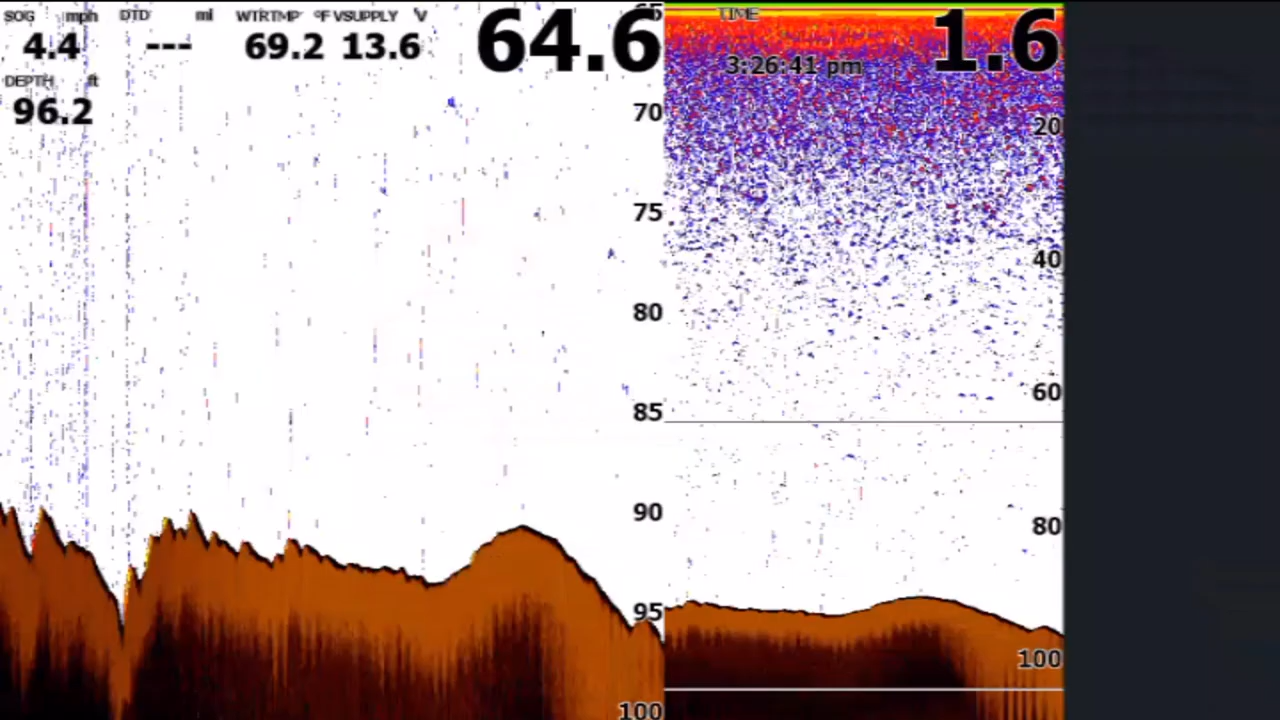 SOG mph DTD mi WTRTMP °F VSUPPLY V
4.4 --- 69.2 13.6 64.6
DEPTH ft
96.2
65
70
75
80
85
90
95
100
TIME
3:26:41 pm 1.6
20
40
60
80
100